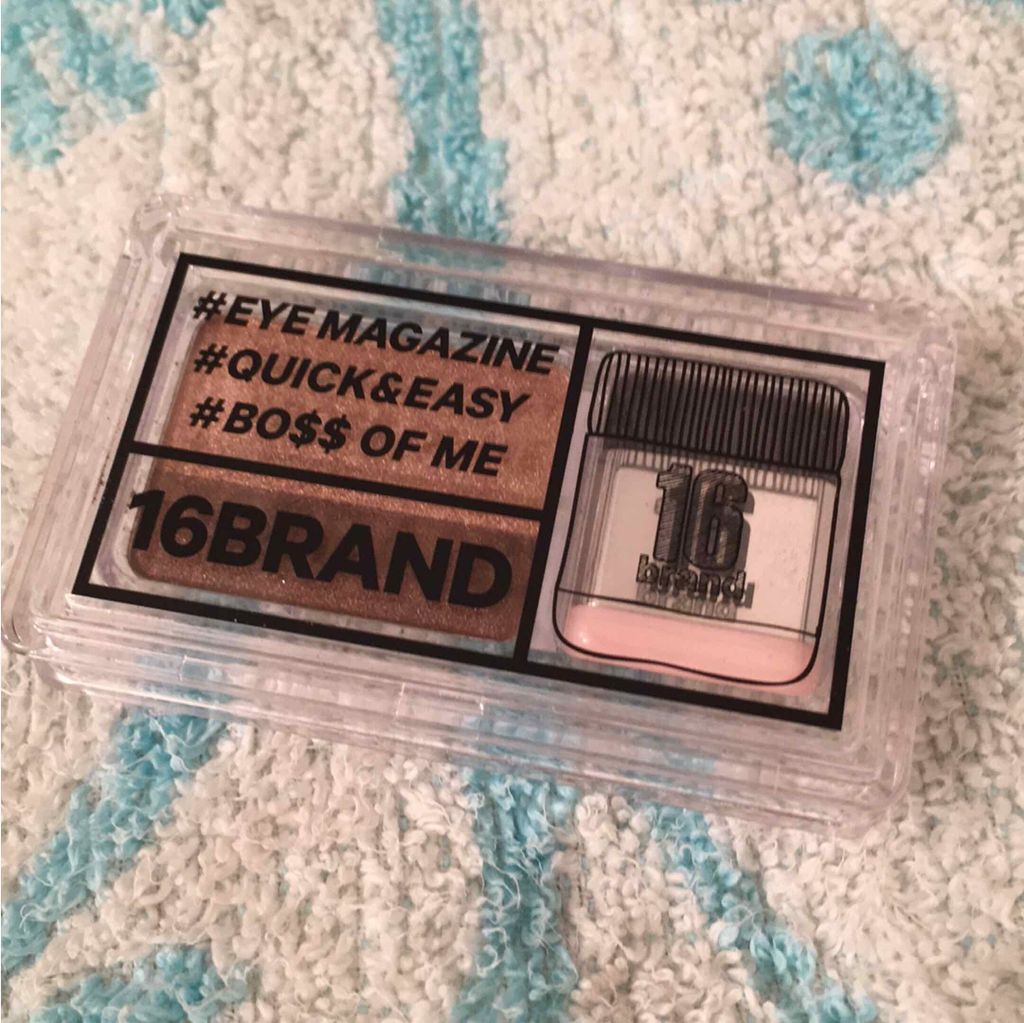 #EYE MAGAZINE
#QUICK&EASY
#BO$$ OF ME
16BRAND
16
brand